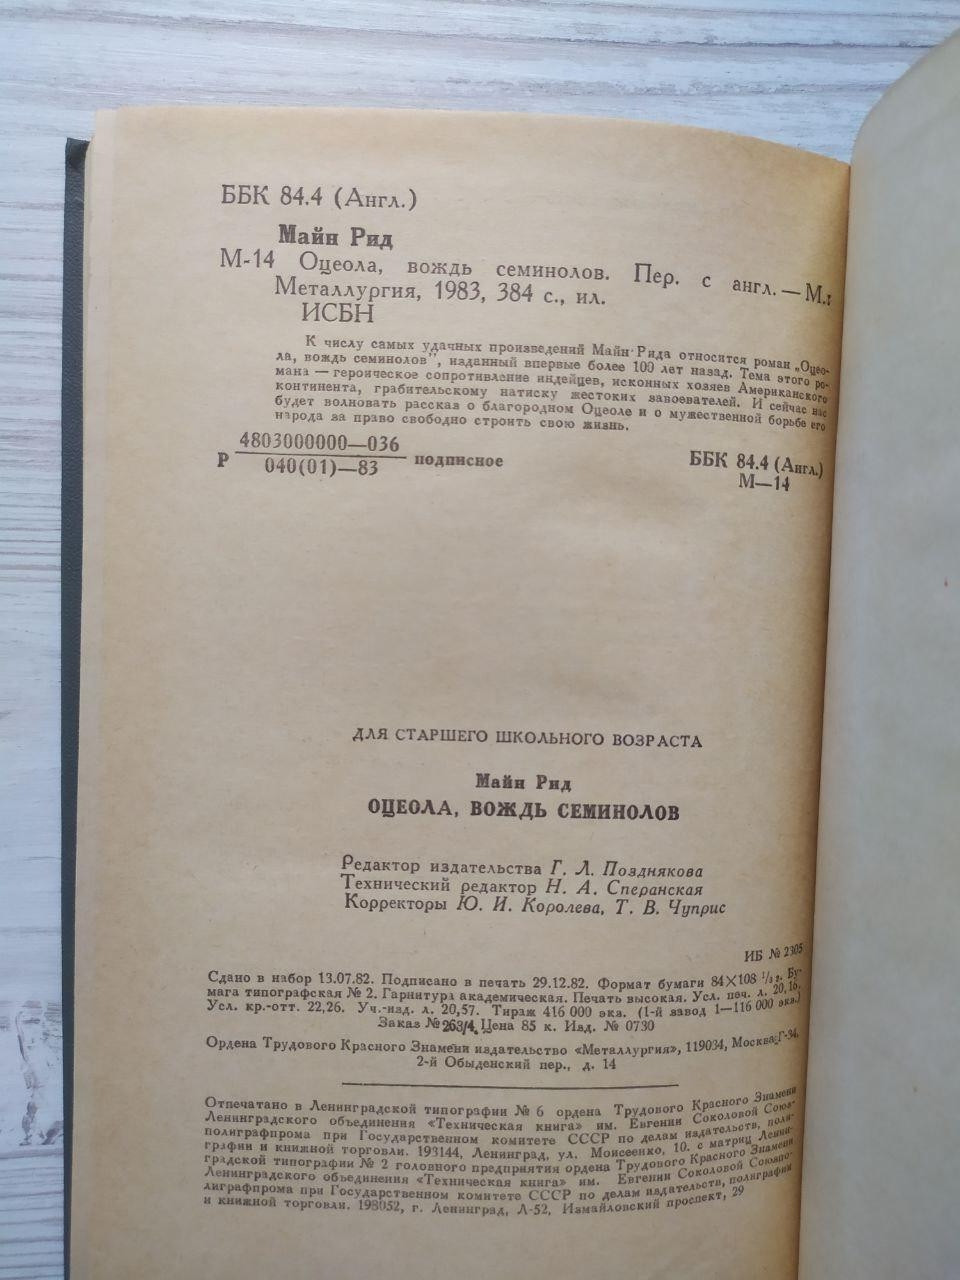 ББК 84.4 (Англ.)
Майн Рид
М-14 Оцеола, вождь семинолов. Пер. с англ. — М.:
Металлургия, 1983, 384 с., ил.
ИСБН
К числу самых удачных произведений Майн-Рида относится роман „Оцео-
ла, вождь семинолов", изданный впервые более 100 лет назад. Тема этого ро-
мана — героическое сопротивление индейцев, исконных хозяев Американского
континента, грабительскому натиску жестоких завоевателей. И сейчас нас
будет волновать рассказ о благородном Оцеоле и о мужественной борьбе его
народа за право свободно строить свою жизнь.
Р 4803000000—036
040(01)—83 подписное
ББК 84.4 (Англ.)
М—14
ДЛЯ СТАРШЕГО ШКОЛЬНОГО ВОЗРАСТА
Майн Рид
ОЦЕОЛА, ВОЖДЬ СЕМИНОЛОВ
Редактор издательства Г. Л. Позднякова
Технический редактор Н. А. Сперанская
Корректоры Ю. И. Королева, Т. В. Чуприс
ИБ № 2305
Сдано в набор 13.07.82. Подписано в печать 29.12.82. Формат бумаги 84×108 1/32. Бу-
мага типографская № 2. Гарнитура академическая. Печать высокая. Усл. печ. л. 20,16.
Усл. кр.-отт. 22,26. Уч.-изд. л. 20,57. Тираж 416 000 экз. (1-й завод 1—116 000 экз.)
Заказ № 263/4. Цена 85 к. Изд. № 0730
Ордена Трудового Красного Знамени издательство «Металлургия», 119034, Москва, Г-34,
2-й Обыденский пер., д. 14
Отпечатано в Ленинградской типографии № 6 ордена Трудового Красного Знамени
Ленинградского объединения «Техническая книга» им. Евгении Соколовой Союз-
полиграфпрома при Государственном комитете СССР по делам издательств, поли-
графии и книжной торговли. 193144, Ленинград, ул. Моисеенко, 10. с матриц Ленин-
градской типографии № 2 головного предприятия ордена Трудового Красного Знамени
Ленинградского объединения «Техническая книга» им. Евгении Соколовой Союзпо-
лиграфпрома при Государственном комитете СССР по делам издательств, полиграфии
и книжной торговли. 198052, г. Ленинград, Л-52, Измайловский проспект, 29